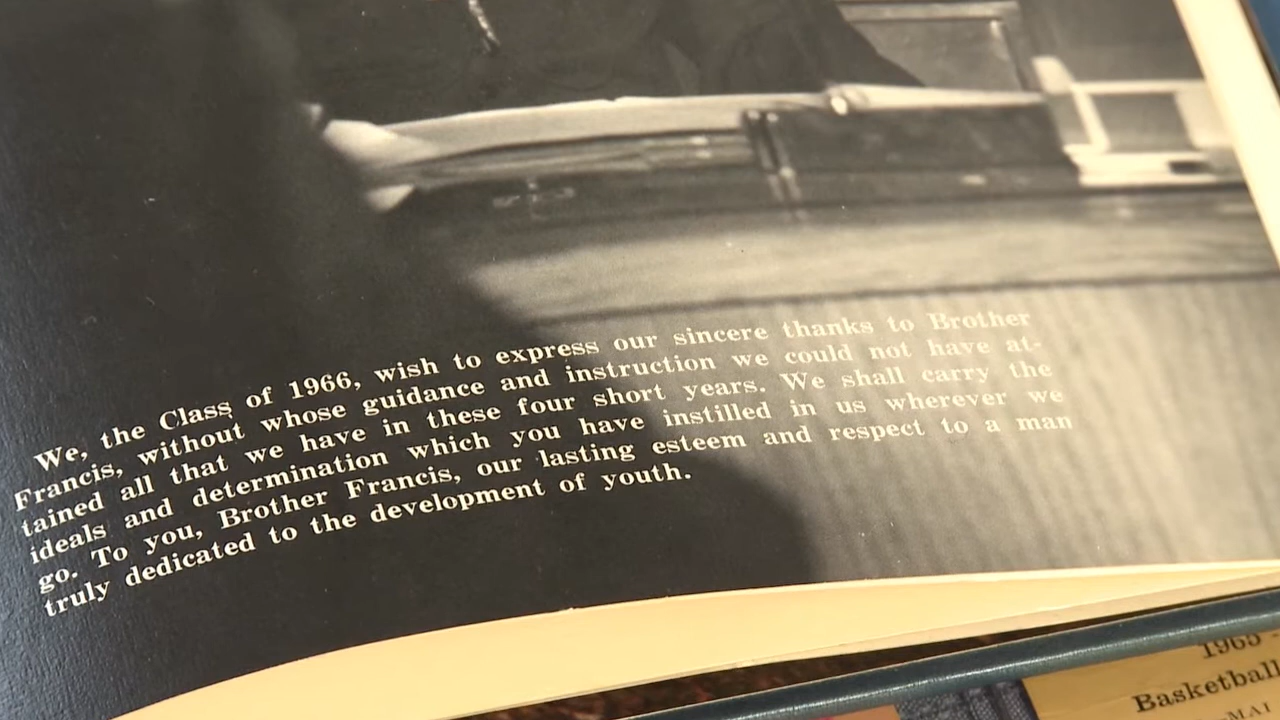 We, the Class of 1966, wish to express our sincere thanks to Brother
Francis, without whose guidance and instruction we could not have at-
tained all that we have in these four short years. We shall carry the
ideals and determination which you have instilled in us wherever we
go. To you, Brother Francis, our lasting esteem and respect to a man
truly dedicated to the development of youth.
1965 -
Basketball
MAI